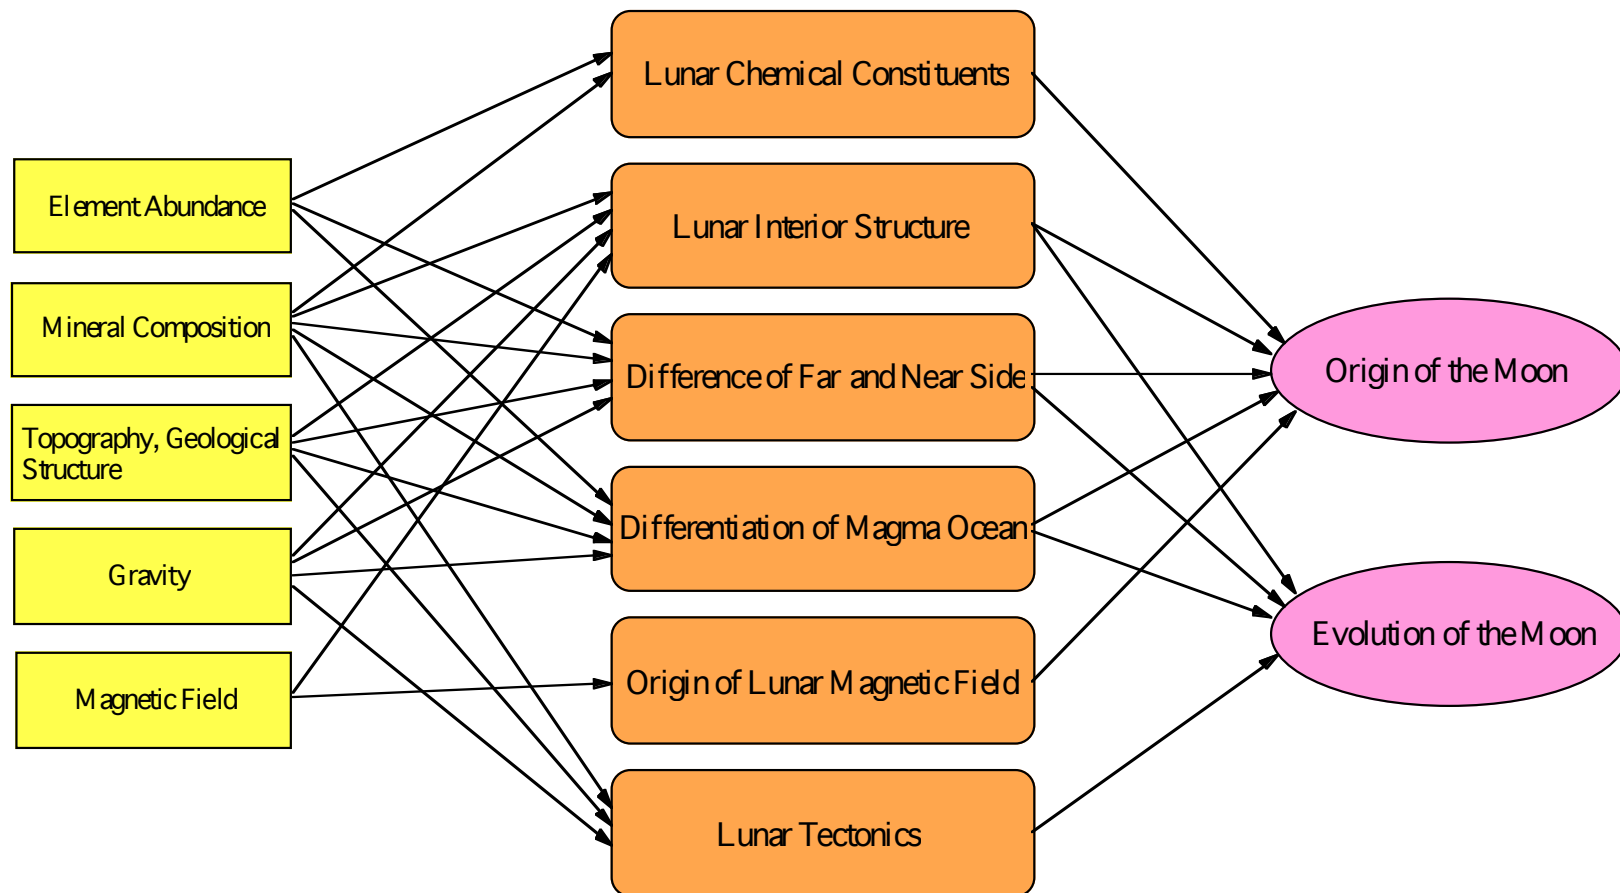 Element Abundance
Mineral Composition
Topography, Geological
Structure
Gravity
Magnetic Field
Lunar Chemical Constituents
Lunar Interior Structure
Difference of Far and Near Side
Differentiation of Magma Ocean
Origin of Lunar Magnetic Field
Lunar Tectonics
Origin of the Moon
Evolution of the Moon